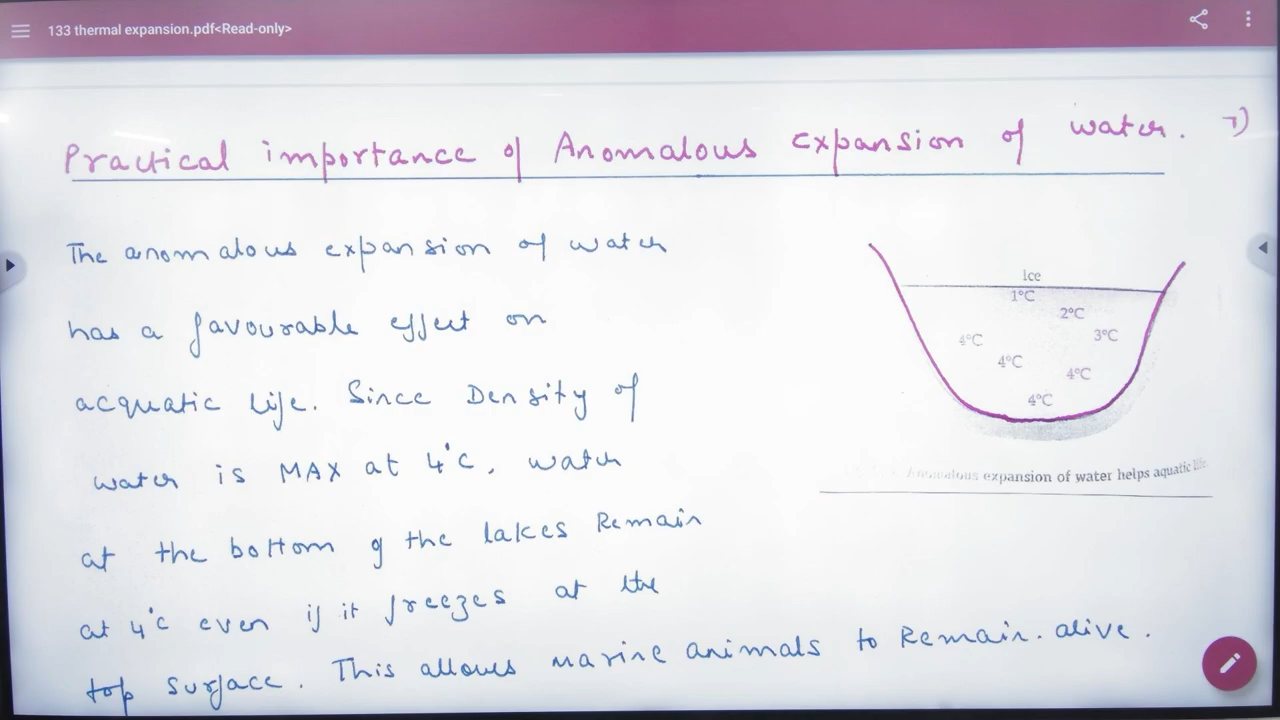 133 thermal expansion.pdf<Read-only>
Practical importance of Anomalous expansion of water. 7)
The anomalous expansion of water
has a favourable effect on
acquatic life. Since Density of
water is MAX at 4°c, water
at the bottom of the lakes Remain
at 4°c even if it freezes at the
top surface. This allows marine animals to Remain alive.
Ice
1°C
2°C
3°C
4°C
4°C
4°C
4°C
Anomalous expansion of water helps aquatic life